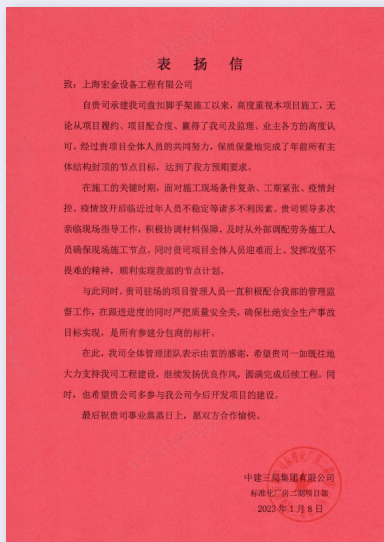 表 扬 信
致：上海宏金设备工程有限公司
自贵司承建我司盘扣脚手架施工以来，高度重视本项目施工，无
论从项目履约、项目配合度、赢得了我司及监理、业主各方的高度认
可。经过贵项目全体人员的共同努力，保质保量地完成了年前所有主
体结构封顶的节点目标，达到了我方预期要求。
在施工的关键时期，面对施工现场条件复杂、工期紧张、疫情封
控、疫情放开后临近过年人员不稳定等诸多不利因素。贵司领导多次
亲临现场指导工作，积极协调材料保障、及时从外部调配劳务施工人
员确保现场施工节点，同时贵司项目全体人员迎难而上、发挥攻坚不
畏难的精神，顺利实现我部的节点计划。
与此同时，贵司驻场的项目管理人员一直积极配合我部的管理监
督工作，在跟进进度的同时严把质量安全关，确保杜绝安全生产事故
目标实现，是所有参建分包商的标杆。
在此，我司全体管理团队表示由衷的感谢，希望贵司一如既往地
大力支持我司工程建设，继续发扬优良作风，圆满完成后续工程。同
时，也希望贵公司多参与我公司今后开发项目的建设。
最后祝贵司事业蒸蒸日上，愿双方合作愉快。
中建三局集团有限公司
标准化厂房二期项目部
2023 年 1 月 8 日